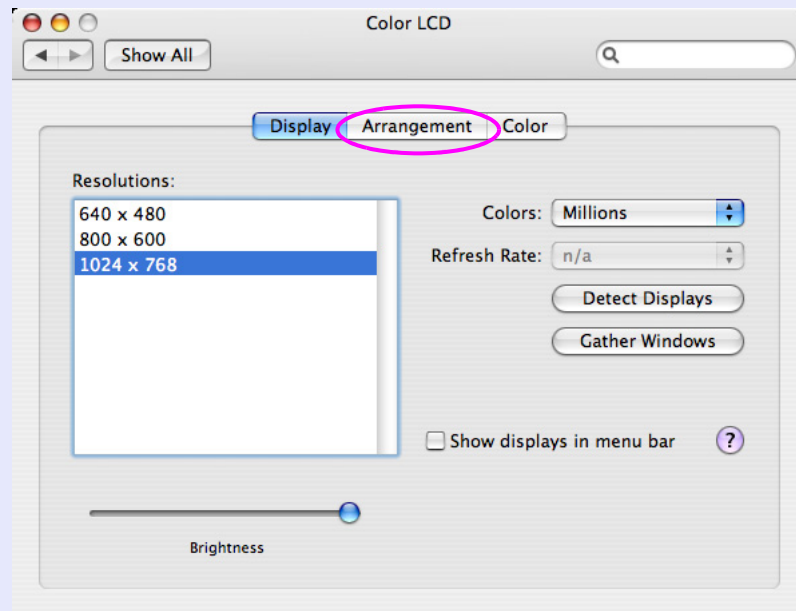 Color LCD
Show All
Display Arrangement Color
Resolutions:
640 x 480
800 x 600
1024 x 768
Colors: Millions
Refresh Rate: n/a
Detect Displays
Gather Windows
Show displays in menu bar ?
Brightness